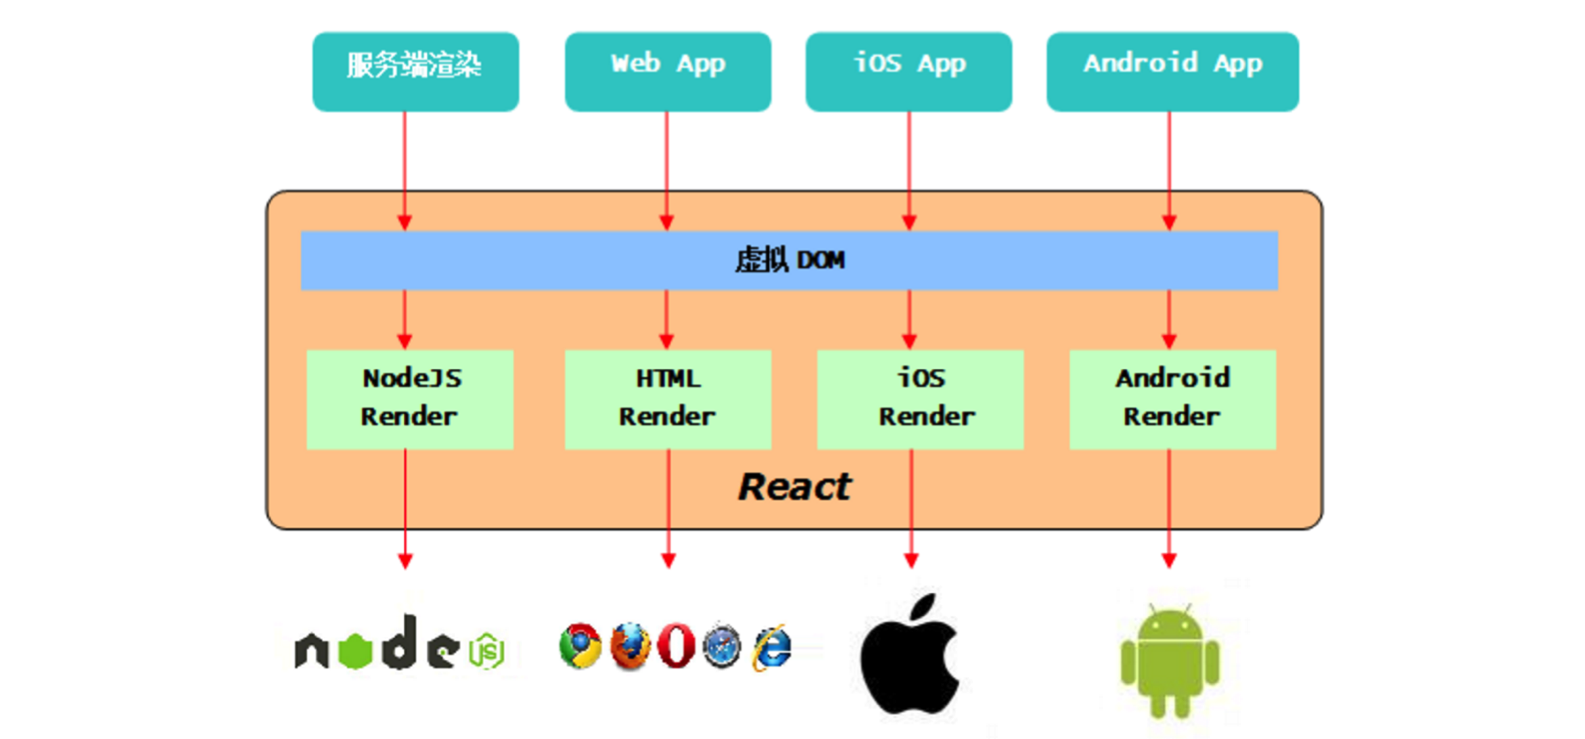 服务端渲染
Web App
iOS App
Android App
虚拟 DOM
NodeJS
Render
HTML
Render
iOS
Render
Android
Render
React
node
JS